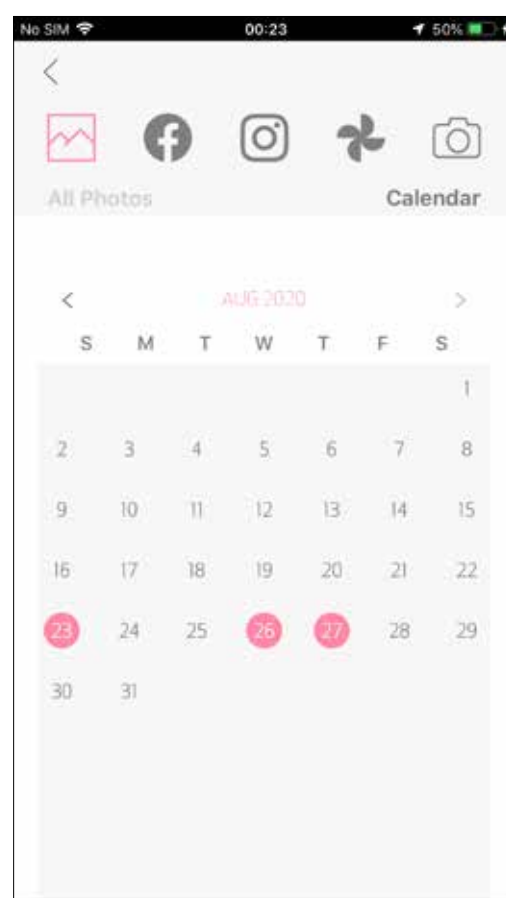 No SIM 00:23 50%
All Photos Calendar
< AUG 2020 >
S M T W T F S
1
2 3 4 5 6 7 8
9 10 11 12 13 14 15
16 17 18 19 20 21 22
23 24 25 26 27 28 29
30 31